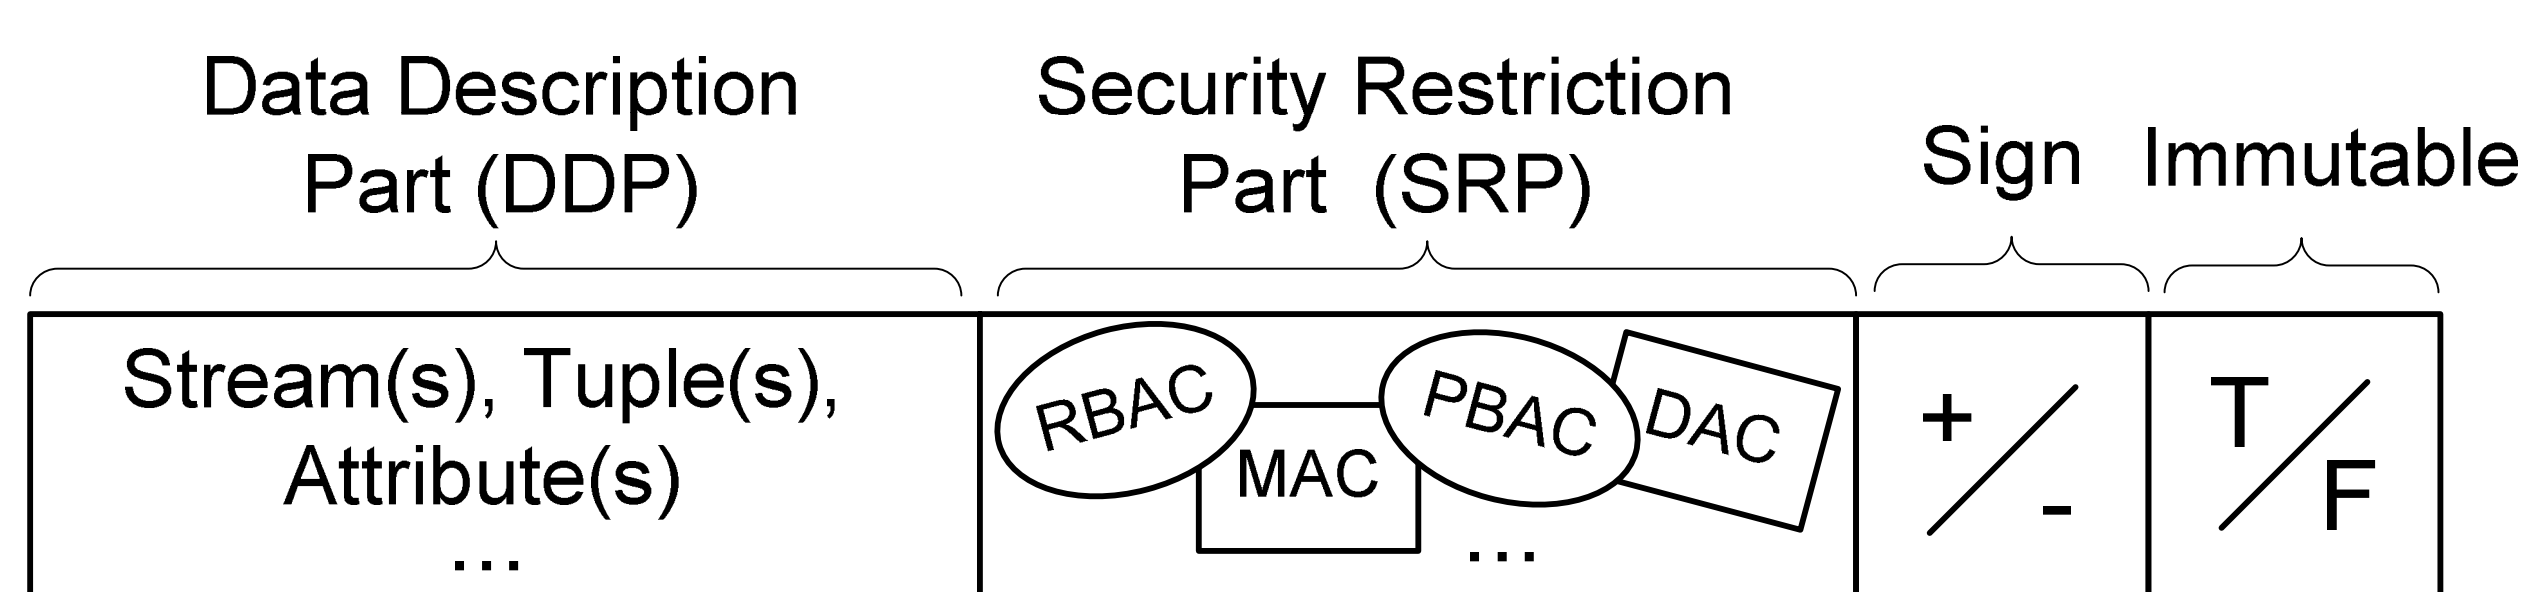 Data Description
Part (DDP)
Security Restriction
Part (SRP)
Sign
Immutable
Stream(s), Tuple(s),
Attribute(s)
...
RBAC
MAC
PBAC
DAC
...
+/-
T/F